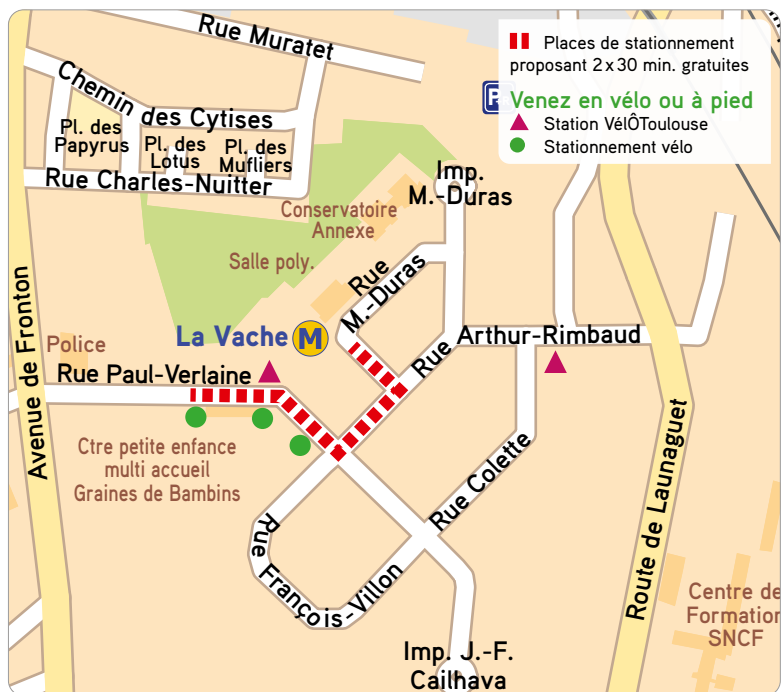 Rue Muratet
Places de stationnement
proposant 2 x 30 min. gratuites
Venez en vélo ou à pied
Station VélÔToulouse
Stationnement vélo
P
Chemin des Cytises
Pl. des
Papyrus
Pl. des
Lotus
Pl. des
Mufliers
Rue Charles-Nuitter
Imp.
M.-Duras
Conservatoire
Annexe
Salle poly.
Rue
M.-Duras
La Vache
M
Rue Arthur-Rimbaud
Police
Rue Paul-Verlaine
Avenue de Fronton
Ctre petite enfance
multi accueil
Graines de Bambins
Rue Colette
Rue
François-Villon
Route de Launaguet
Imp. J.-F.
Cailhava
Centre de
Formation
SNCF